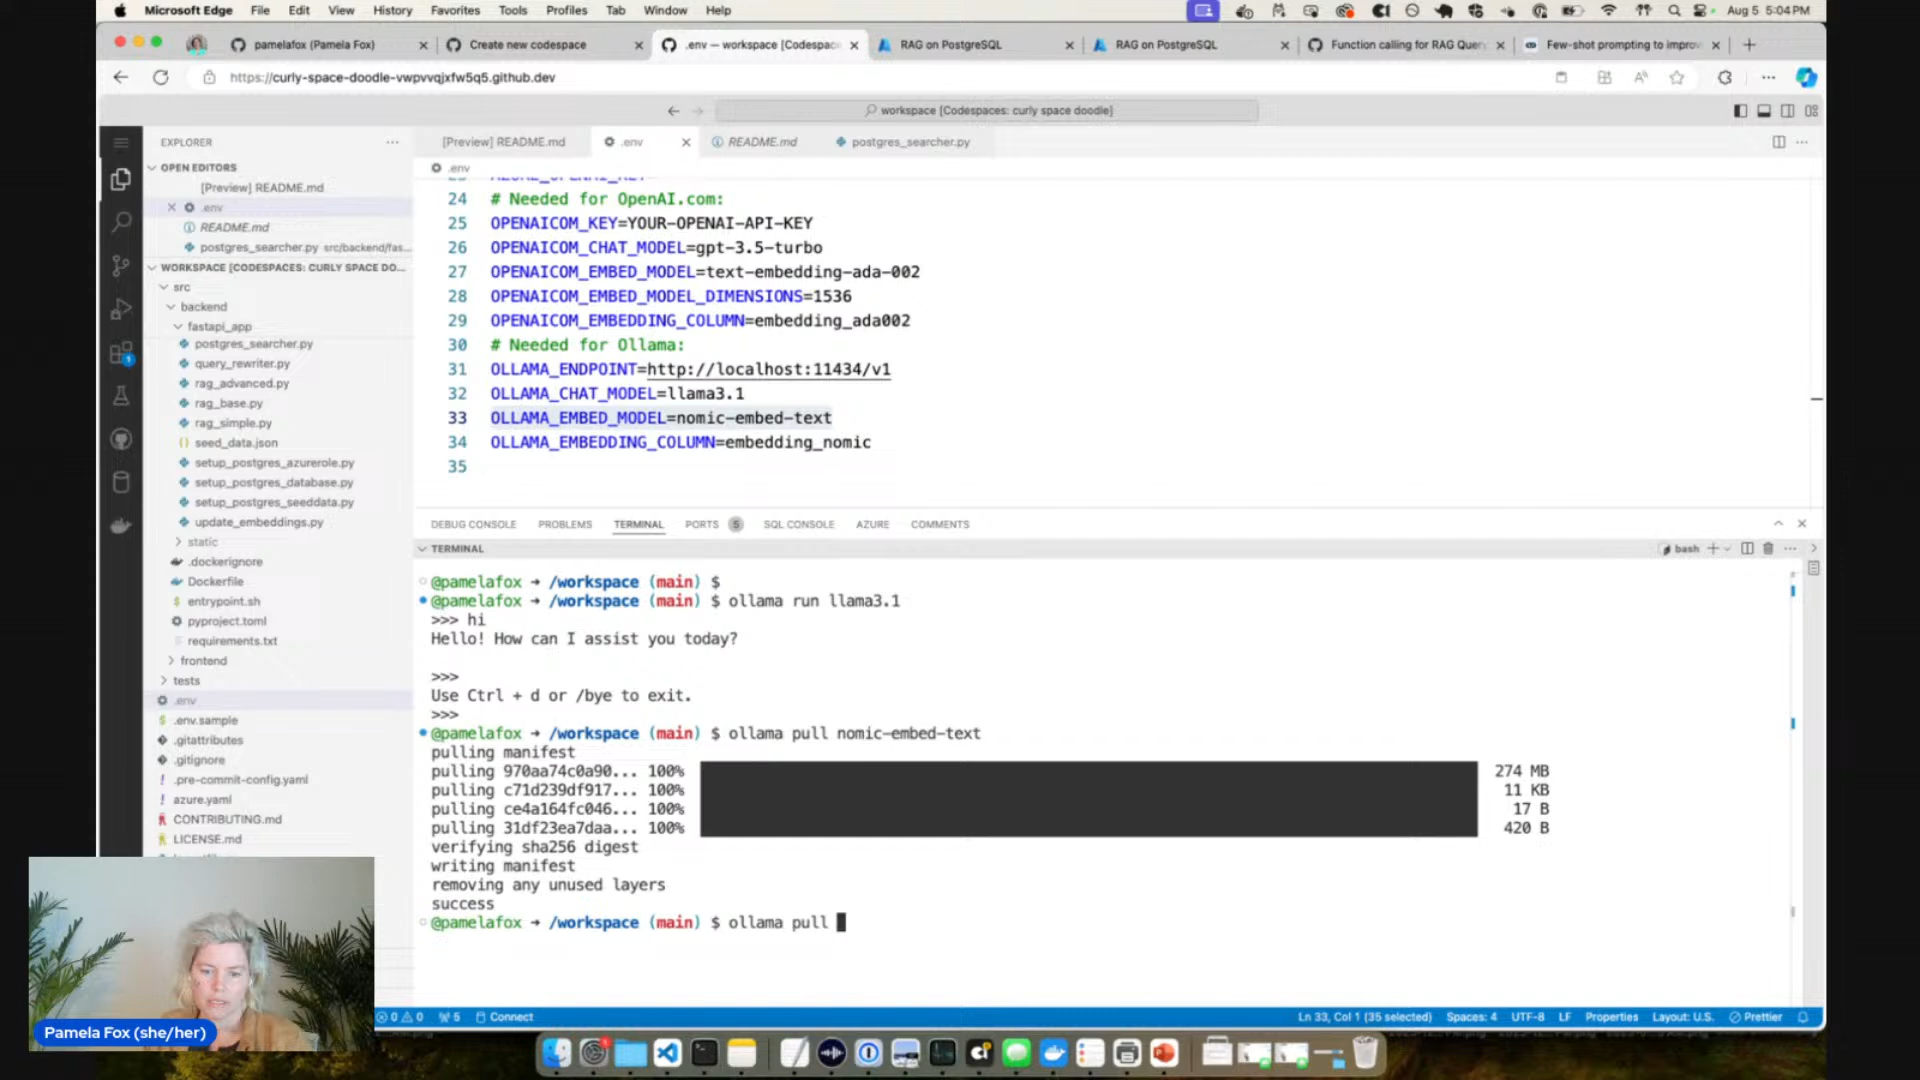 Microsoft Edge File Edit View History Favorites Tools Profiles Tab Window Help Aug 5 5:04 PM
pamelafox (Pamela Fox) Create new codespace .env — workspace [Codespac RAG on PostgreSQL RAG on PostgreSQL Function calling for RAG Quer Few-shot prompting to improv
https://curly-space-doodle-vwpvvqjxfw5q5.github.dev
workspace [Codespaces: curly space doodle]
EXPLORER
[Preview] README.md .env README.md postgres_searcher.py
OPEN EDITORS
[Preview] README.md
.env
README.md
postgres_searcher.py src/backend/fas...
WORKSPACE [CODESPACES: CURLY SPACE DO...
src
backend
fastapi_app
postgres_searcher.py
query_rewriter.py
rag_advanced.py
rag_base.py
rag_simple.py
seed_data.json
setup_postgres_azurerole.py
setup_postgres_database.py
setup_postgres_seeddata.py
update_embeddings.py
static
.dockerignore
Dockerfile
entrypoint.sh
pyproject.toml
requirements.txt
frontend
tests
.env
.env.sample
.gitattributes
.gitignore
.pre-commit-config.yaml
azure.yaml
CONTRIBUTING.md
LICENSE.md
.env
24 # Needed for OpenAI.com:
25 OPENAICOM_KEY=YOUR-OPENAI-API-KEY
26 OPENAICOM_CHAT_MODEL=gpt-3.5-turbo
27 OPENAICOM_EMBED_MODEL=text-embedding-ada-002
28 OPENAICOM_EMBED_MODEL_DIMENSIONS=1536
29 OPENAICOM_EMBEDDING_COLUMN=embedding_ada002
30 # Needed for Ollama:
31 OLLAMA_ENDPOINT=http://localhost:11434/v1
32 OLLAMA_CHAT_MODEL=llama3.1
33 OLLAMA_EMBED_MODEL=nomic-embed-text
34 OLLAMA_EMBEDDING_COLUMN=embedding_nomic
35
DEBUG CONSOLE PROBLEMS TERMINAL PORTS 5 SQL CONSOLE AZURE COMMENTS
TERMINAL bash
@pamelafox → /workspace (main) $
@pamelafox → /workspace (main) $ ollama run llama3.1
>>> hi
Hello! How can I assist you today?
>>>
Use Ctrl + d or /bye to exit.
>>>
@pamelafox → /workspace (main) $ ollama pull nomic-embed-text
pulling manifest
pulling 970aa74c0a90... 100% 274 MB
pulling c71d239df917... 100% 11 KB
pulling ce4a164fc046... 100% 17 B
pulling 31df23ea7daa... 100% 420 B
verifying sha256 digest
writing manifest
removing any unused layers
success
@pamelafox → /workspace (main) $ ollama pull
0 0 5 Connect Ln 33, Col 1 (35 selected) Spaces: 4 UTF-8 LF Properties Layout: U.S. Prettier
Pamela Fox (she/her)